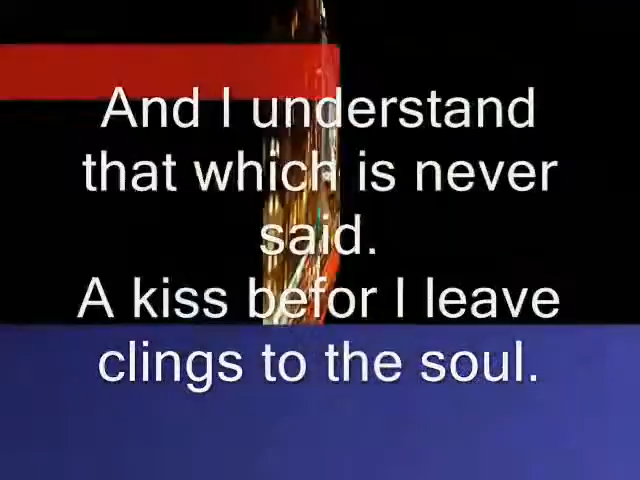 And I understand
that which is never
said.
A kiss befor I leave
clings to the soul.